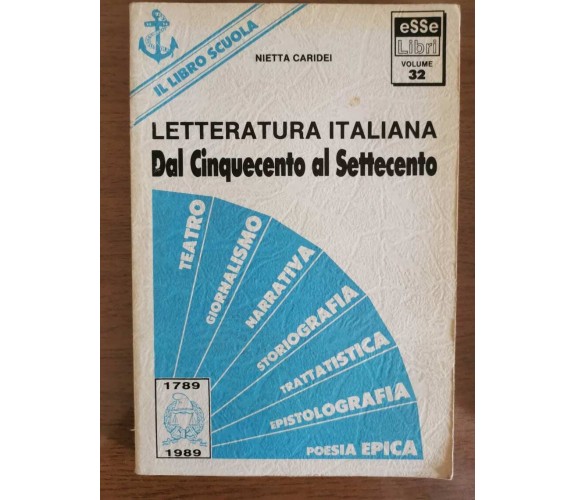 IL LIBRO SCUOLA
NIETTA CARIDEI
eSSe
Libri
VOLUME
32
LETTERATURA ITALIANA
Dal Cinquecento al Settecento
TEATRO
GIORNALISMO
NARRATIVA
STORIOGRAFIA
TRATTATISTICA
EPISTOLOGRAFIA
POESIA EPICA
1789
1989